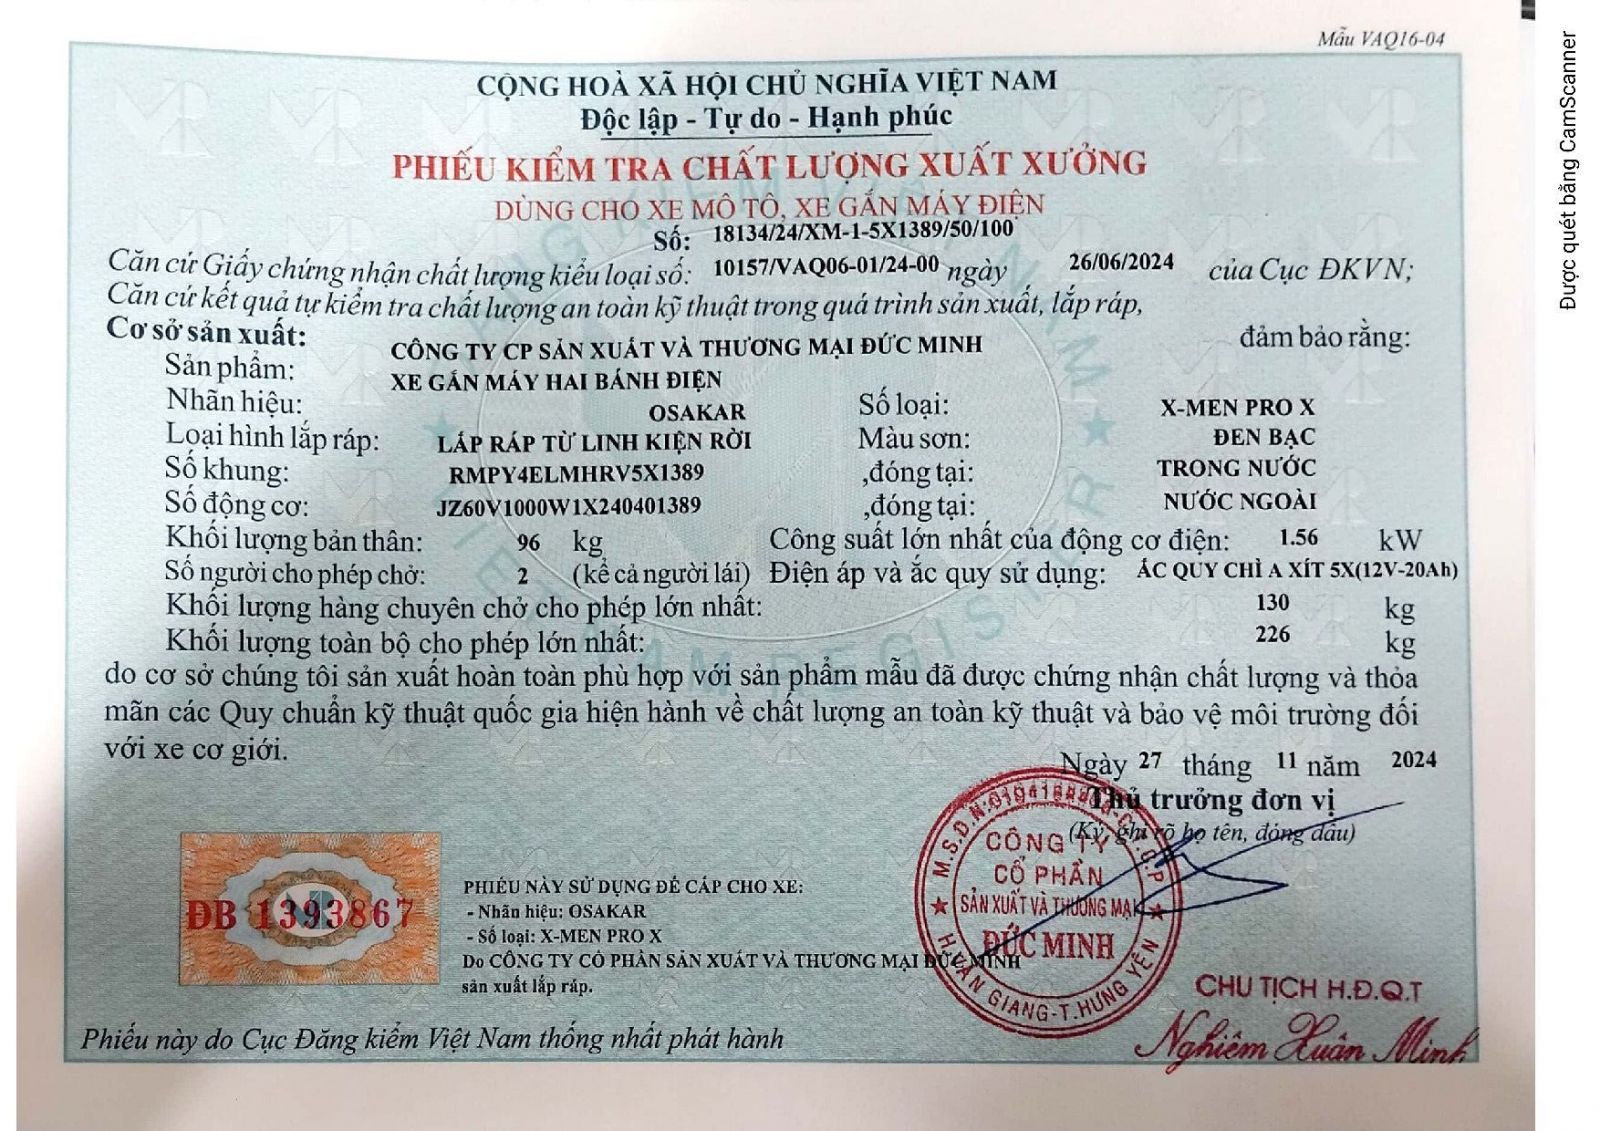 Mẫu VAQ16-04
CỘNG HOÀ XÃ HỘI CHỦ NGHĨA VIỆT NAM
Độc lập - Tự do - Hạnh phúc
PHIẾU KIỂM TRA CHẤT LƯỢNG XUẤT XƯỞNG
DÙNG CHO XE MÔ TÔ, XE GẮN MÁY ĐIỆN
Số: 18134/24/XM-1-5X1389/50/100
Căn cứ Giấy chứng nhận chất lượng kiểu loại số: 10157/VAQ06-01/24-00 ngày 26/06/2024 của Cục ĐKVN;
Căn cứ kết quả tự kiểm tra chất lượng an toàn kỹ thuật trong quá trình sản xuất, lắp ráp,
Cơ sở sản xuất: CÔNG TY CP SẢN XUẤT VÀ THƯƠNG MẠI ĐỨC MINH đảm bảo rằng:
Sản phẩm: XE GẮN MÁY HAI BÁNH ĐIỆN
Nhãn hiệu: OSAKAR Số loại: X-MEN PRO X
Loại hình lắp ráp: LẮP RÁP TỪ LINH KIỆN RỜI Màu sơn: ĐEN BẠC
Số khung: RMPY4ELMHRV5X1389 ,đóng tại: TRONG NƯỚC
Số động cơ: JZ60V1000W1X240401389 ,đóng tại: NƯỚC NGOÀI
Khối lượng bản thân: 96 kg Công suất lớn nhất của động cơ điện: 1.56 kW
Số người cho phép chở: 2 (kể cả người lái) Điện áp và ắc quy sử dụng: ẮC QUY CHÌ A XÍT 5X(12V-20Ah)
Khối lượng hàng chuyên chở cho phép lớn nhất: 130 kg
Khối lượng toàn bộ cho phép lớn nhất: 226 kg
do cơ sở chúng tôi sản xuất hoàn toàn phù hợp với sản phẩm mẫu đã được chứng nhận chất lượng và thỏa
mãn các Quy chuẩn kỹ thuật quốc gia hiện hành về chất lượng an toàn kỹ thuật và bảo vệ môi trường đối
với xe cơ giới.
Ngày 27 tháng 11 năm 2024
Thủ trưởng đơn vị
(Ký, ghi rõ họ tên, đóng dấu)
CÔNG TY
CỔ PHẦN
SẢN XUẤT VÀ THƯƠNG MẠI
ĐỨC MINH
H.VĂN GIANG-T.HƯNG YÊN
ĐB 1393867
PHIẾU NÀY SỬ DỤNG ĐỂ CẤP CHO XE:
- Nhãn hiệu: OSAKAR
- Số loại: X-MEN PRO X
Do CÔNG TY CỔ PHẦN SẢN XUẤT VÀ THƯƠNG MẠI ĐỨC MINH
sản xuất lắp ráp.
CHỦ TỊCH H.Đ.Q.T
Nghiêm Xuân Minh
Phiếu này do Cục Đăng kiểm Việt Nam thống nhất phát hành
Được quét bằng CamScanner